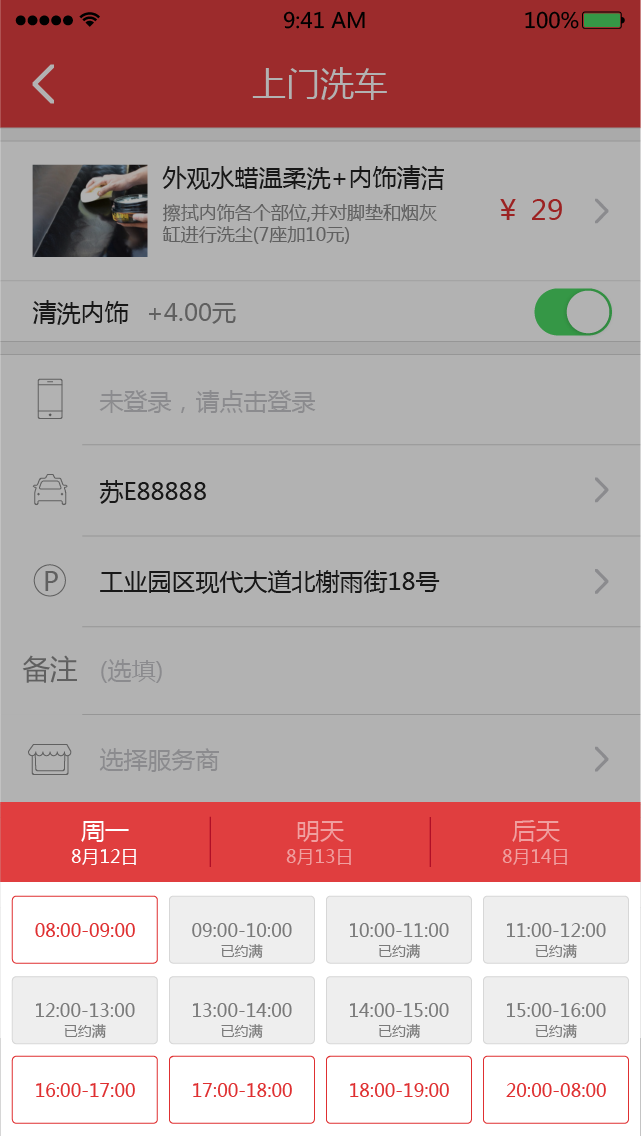 9:41 AM
100%
上门洗车
外观水蜡温柔洗+内饰清洁
擦拭内饰各个部位,并对脚垫和烟灰
缸进行洗尘(7座加10元)
¥ 29
清洗内饰 +4.00元
未登录，请点击登录
苏E88888
P 工业园区现代大道北榭雨街18号
备注 (选填)
选择服务商
周一 明天 后天
8月12日 8月13日 8月14日
08:00-09:00 09:00-10:00 10:00-11:00 11:00-12:00
已约满 已约满 已约满
12:00-13:00 13:00-14:00 14:00-15:00 15:00-16:00
已约满 已约满 已约满 已约满
16:00-17:00 17:00-18:00 18:00-19:00 20:00-08:00